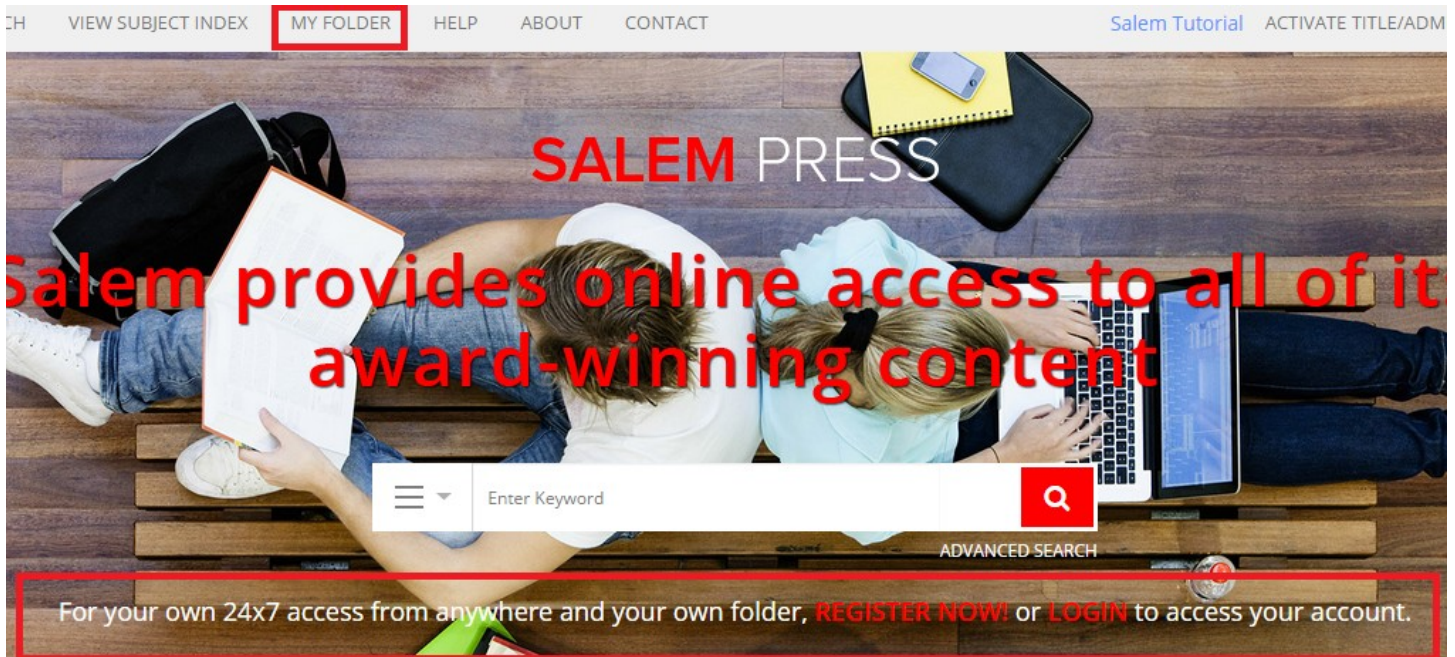 CH VIEW SUBJECT INDEX MY FOLDER HELP ABOUT CONTACT Salem Tutorial ACTIVATE TITLE/ADM
SALEM PRESS
Salem provides online access to all of it
award-winning content
Enter Keyword
ADVANCED SEARCH
For your own 24x7 access from anywhere and your own folder, REGISTER NOW! or LOGIN to access your account.